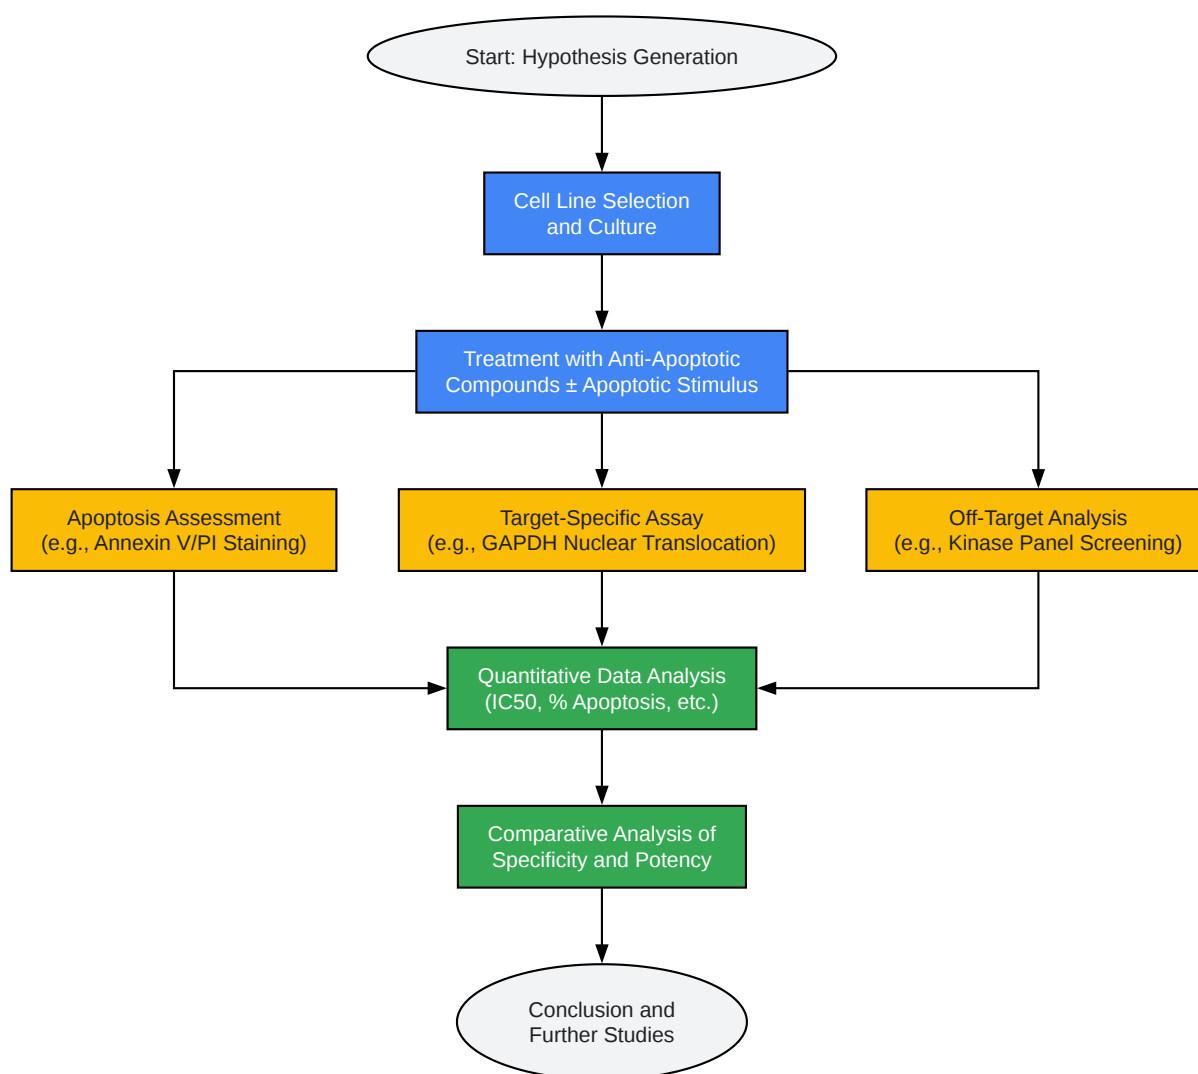 Start: Hypothesis Generation
Cell Line Selection
and Culture
Treatment with Anti-Apoptotic
Compounds ± Apoptotic Stimulus
Apoptosis Assessment
(e.g., Annexin V/PI Staining)
Target-Specific Assay
(e.g., GAPDH Nuclear Translocation)
Off-Target Analysis
(e.g., Kinase Panel Screening)
Quantitative Data Analysis
(IC50, % Apoptosis, etc.)
Comparative Analysis of
Specificity and Potency
Conclusion and
Further Studies